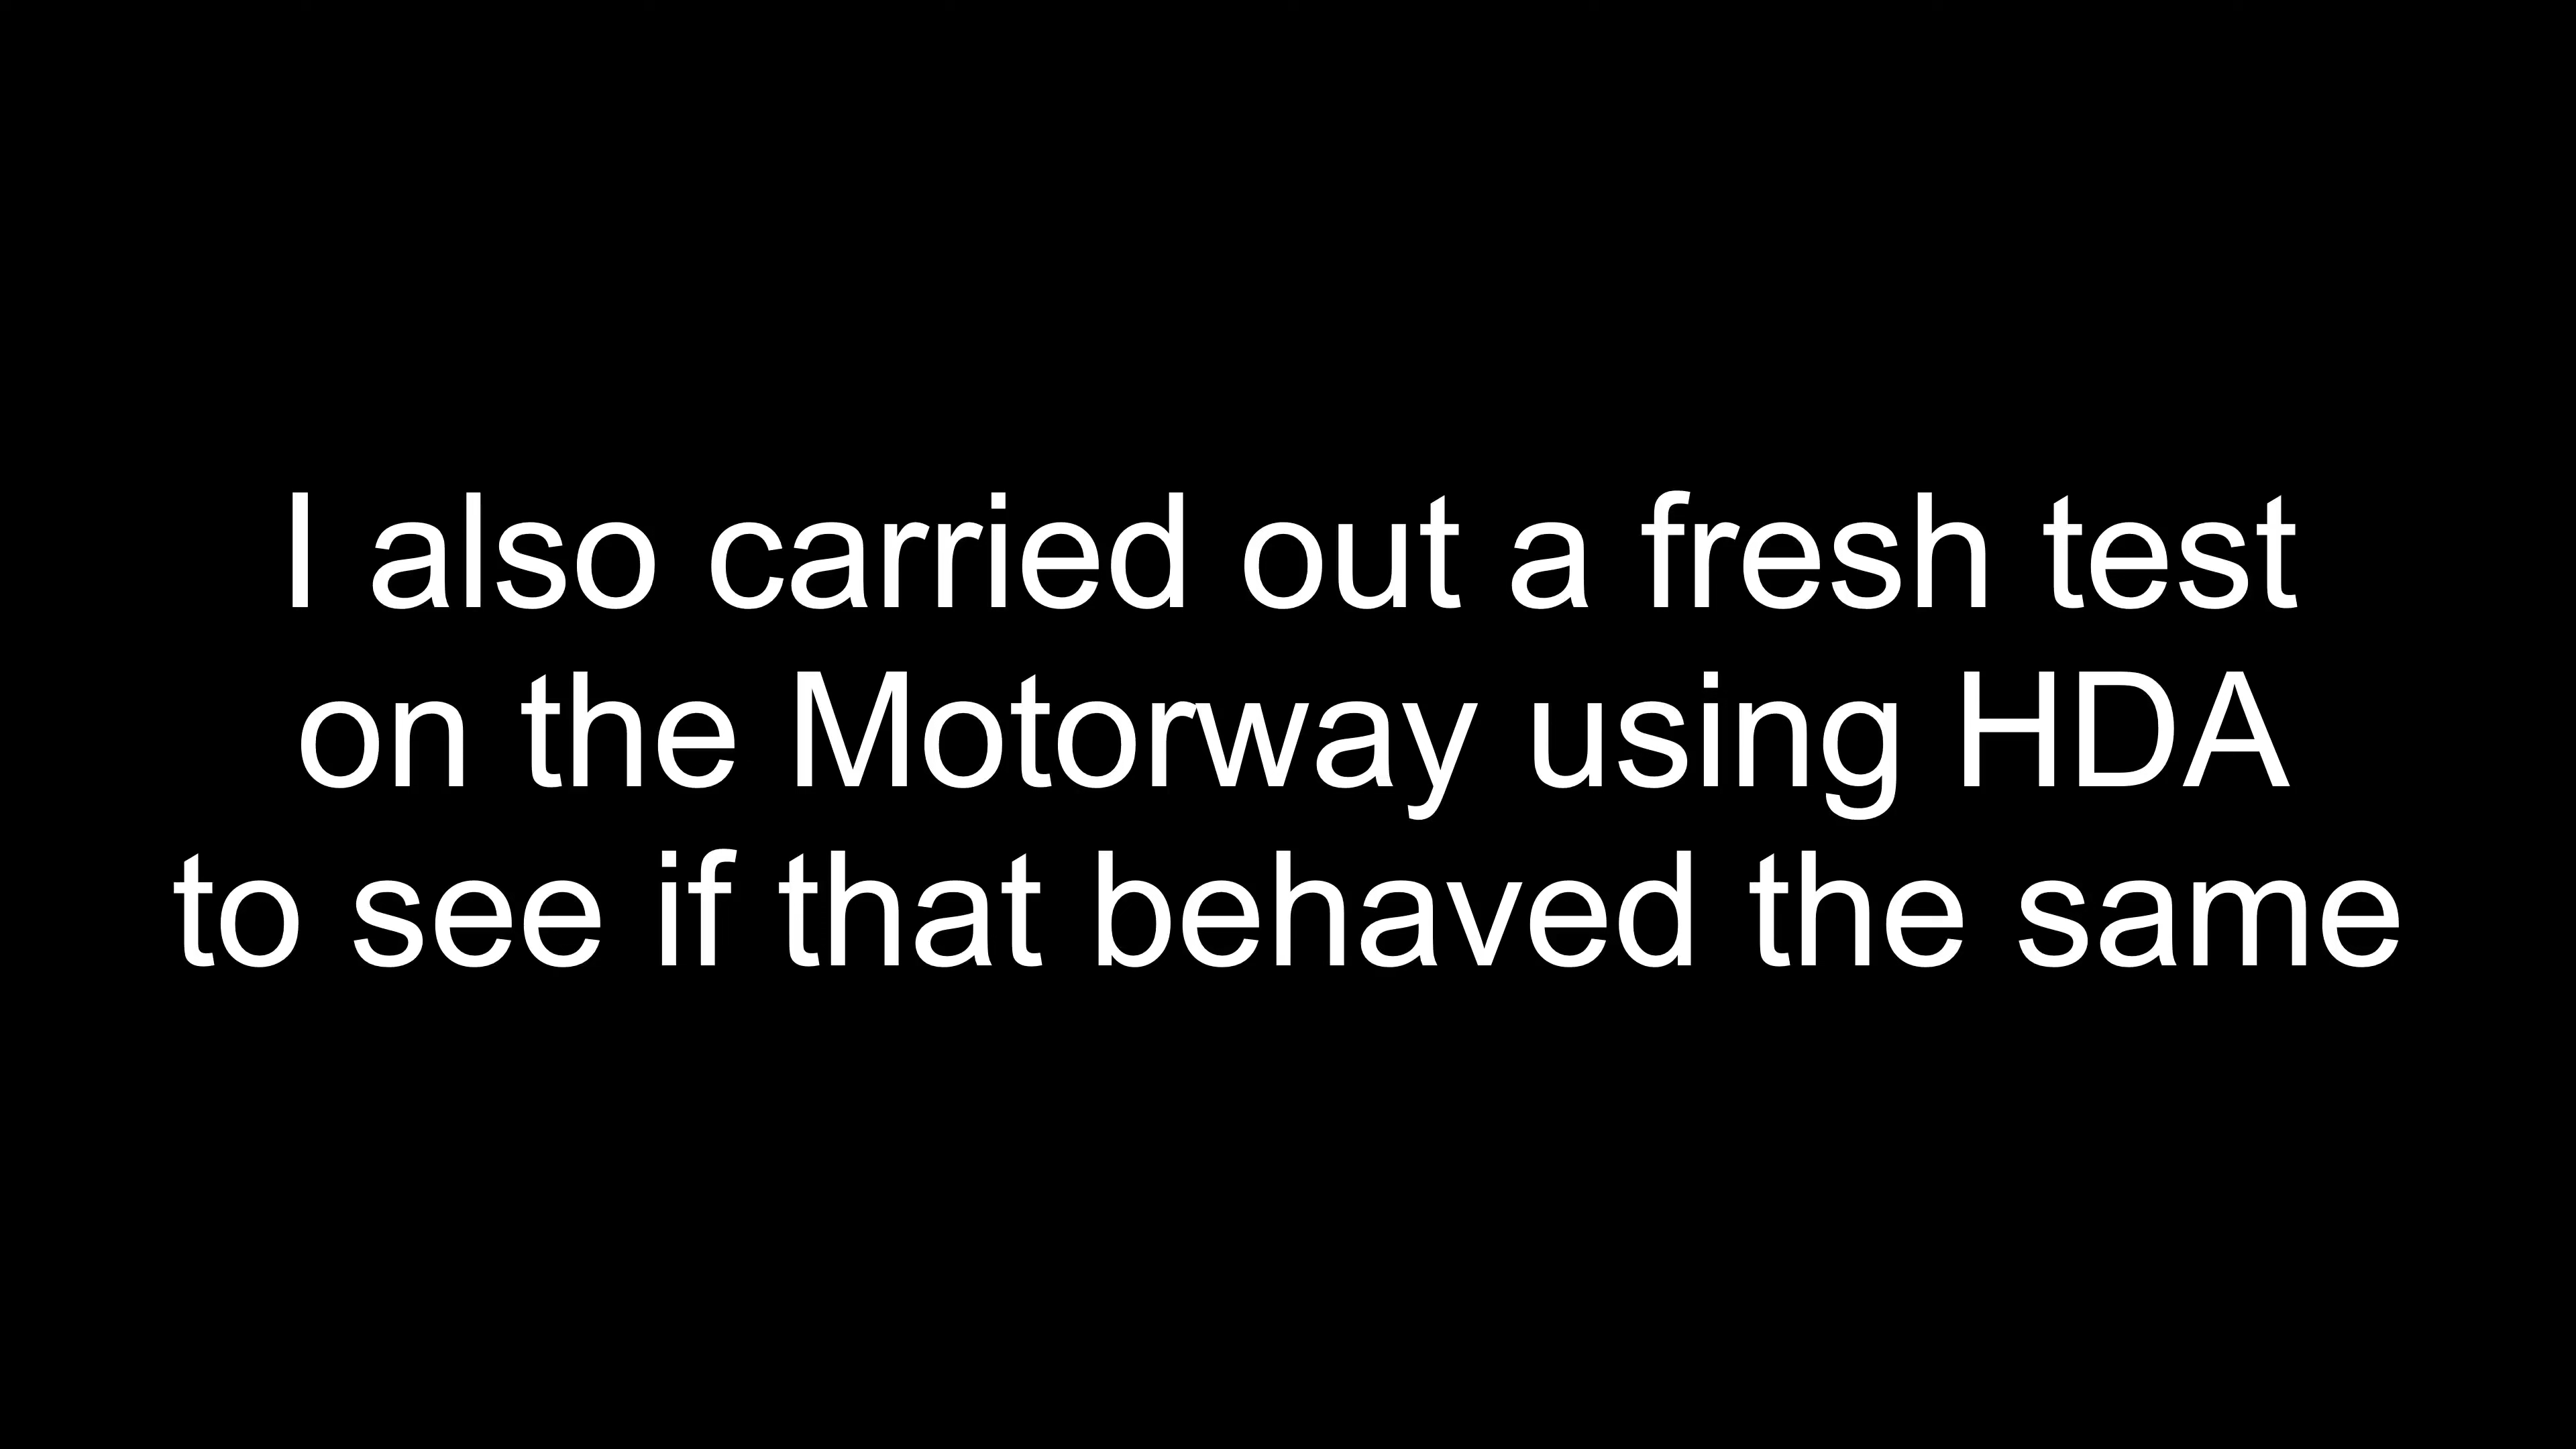 I also carried out a fresh test
on the Motorway using HDA
to see if that behaved the same